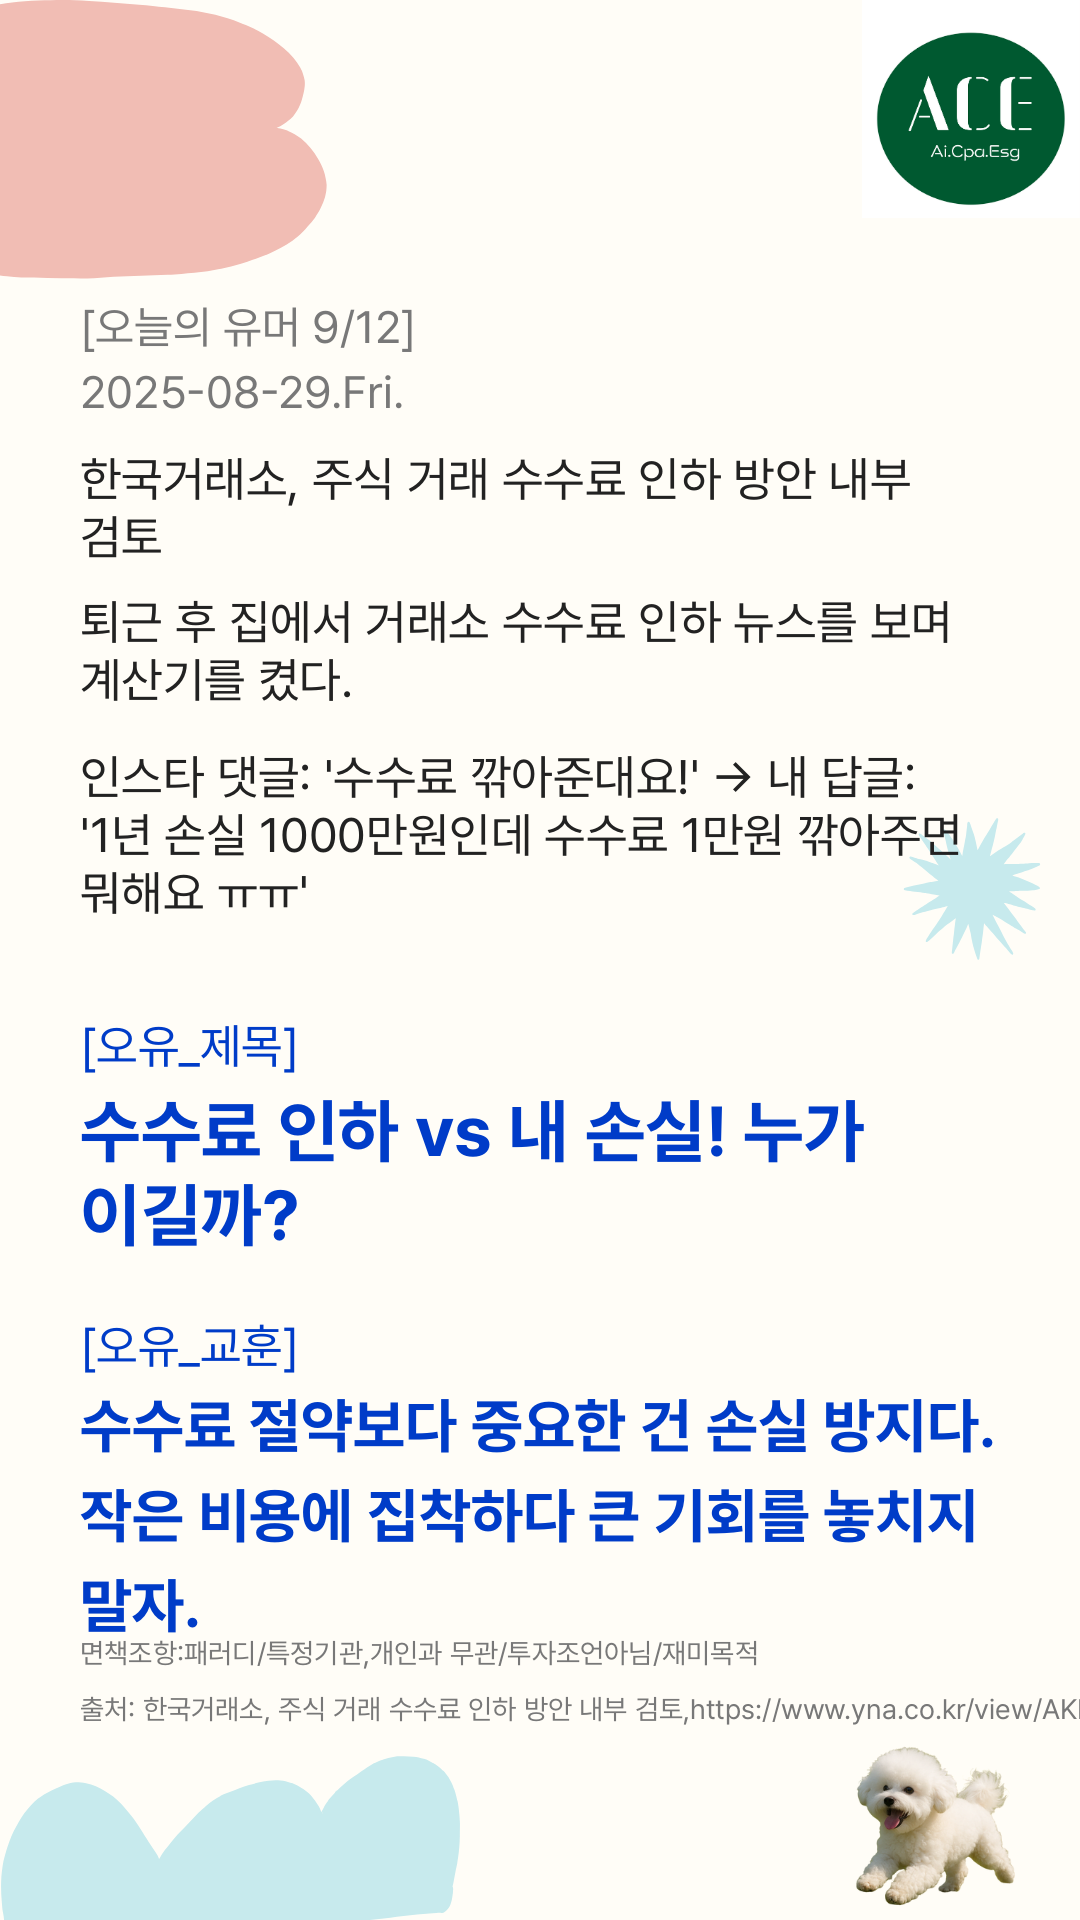 ACE
Ai.Cpa.Esg
[오늘의 유머 9/12]
2025-08-29.Fri.
한국거래소, 주식 거래 수수료 인하 방안 내부
검토
퇴근 후 집에서 거래소 수수료 인하 뉴스를 보며
계산기를 켰다.
인스타 댓글: '수수료 깎아준대요!' → 내 답글:
'1년 손실 1000만원인데 수수료 1만원 깎아주면
뭐해요 ㅠㅠ'
[오유_제목]
수수료 인하 vs 내 손실! 누가
이길까?
[오유_교훈]
수수료 절약보다 중요한 건 손실 방지다.
작은 비용에 집착하다 큰 기회를 놓치지
말자.
면책조항:패러디/특정기관,개인과 무관/투자조언아님/재미목적
출처: 한국거래소, 주식 거래 수수료 인하 방안 내부 검토,https://www.yna.co.kr/view/AK